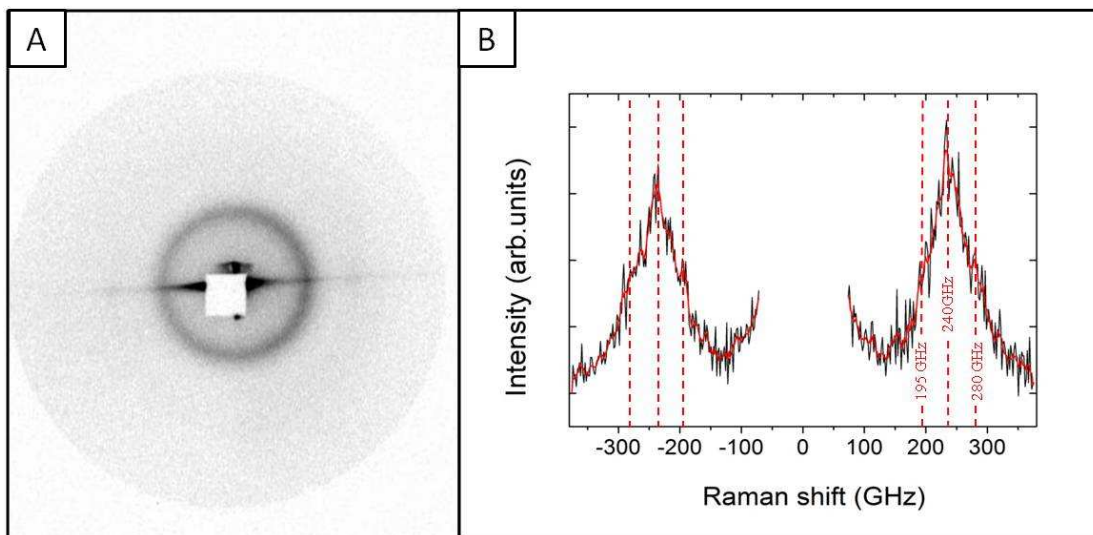 A
B
Intensity (arb.units)
195 GHz
240GHz
280 GHz
-300 -200 -100 0 100 200 300
Raman shift (GHz)